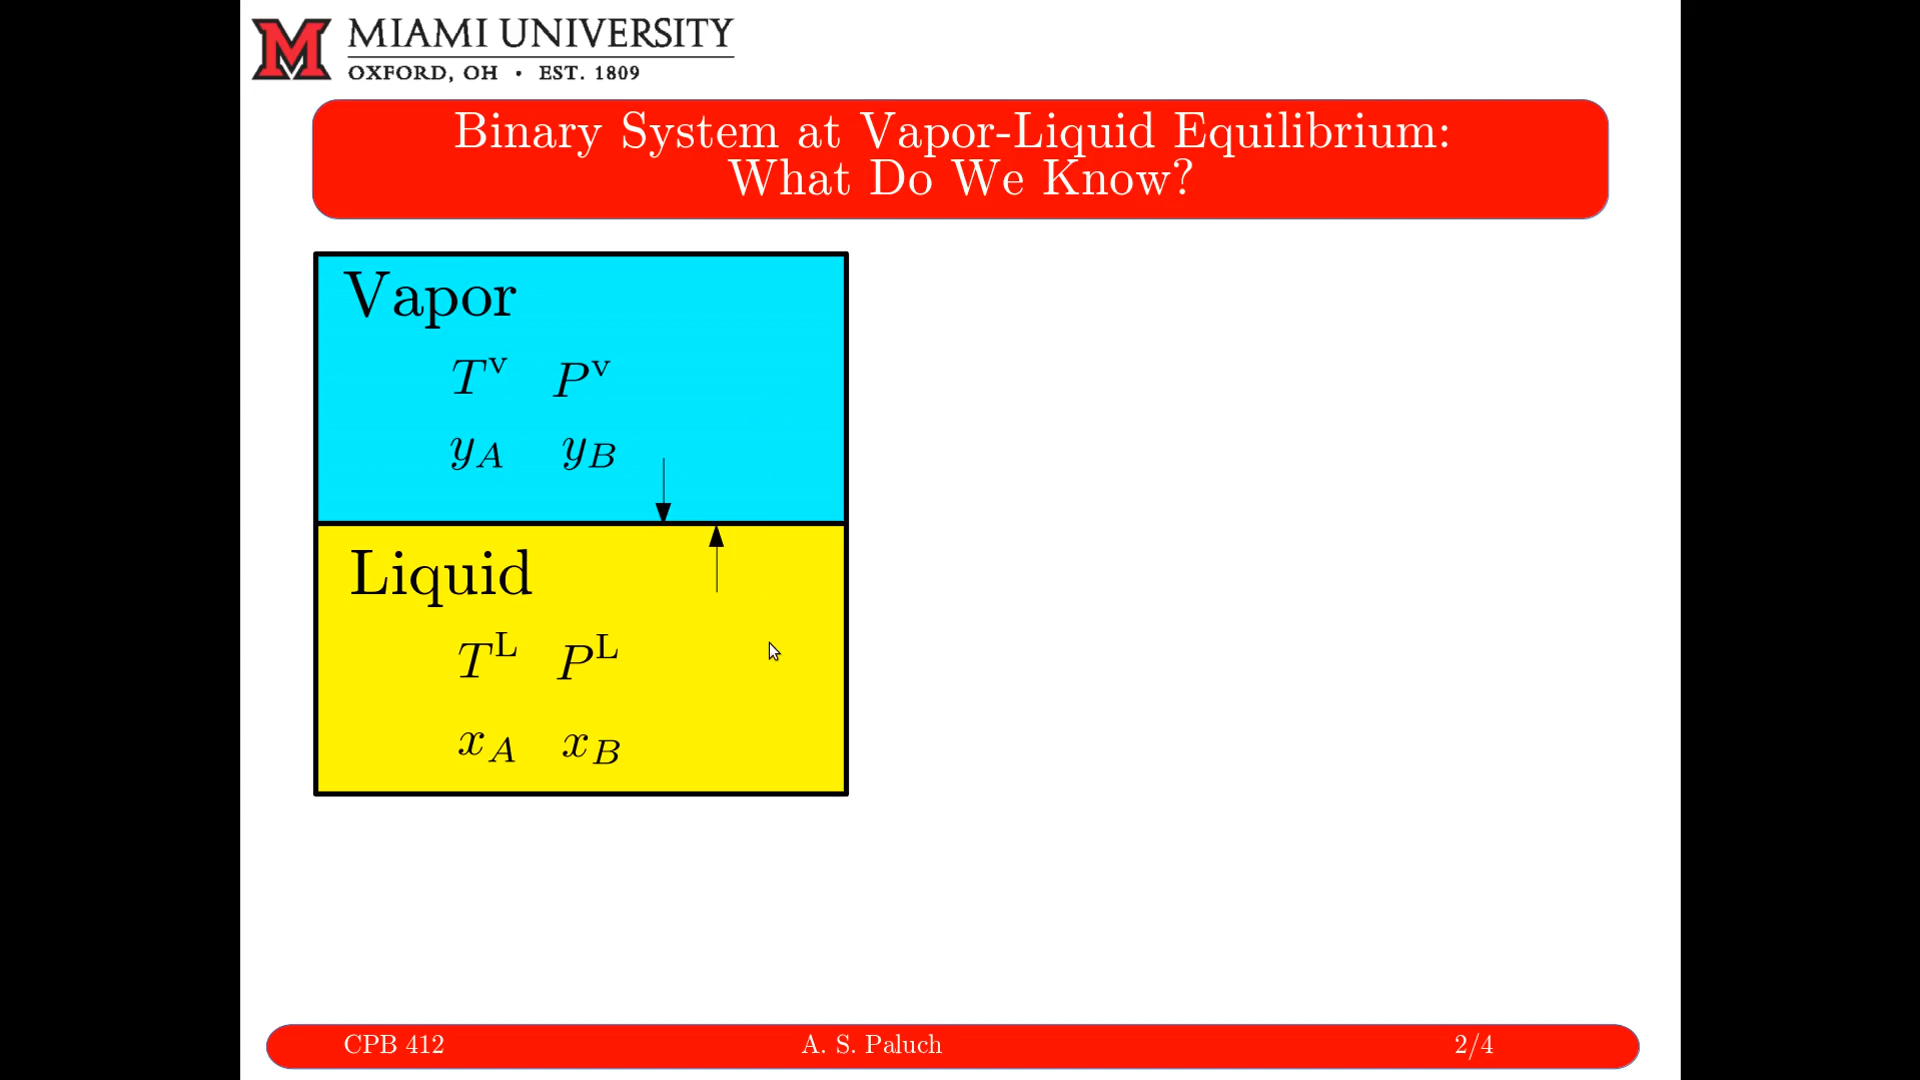 MIAMI UNIVERSITY
OXFORD, OH • EST. 1809
Binary System at Vapor-Liquid Equilibrium:
What Do We Know?
Vapor
T^v P^v
y_A y_B
Liquid
T^L P^L
x_A x_B
CPB 412 A. S. Paluch 2/4